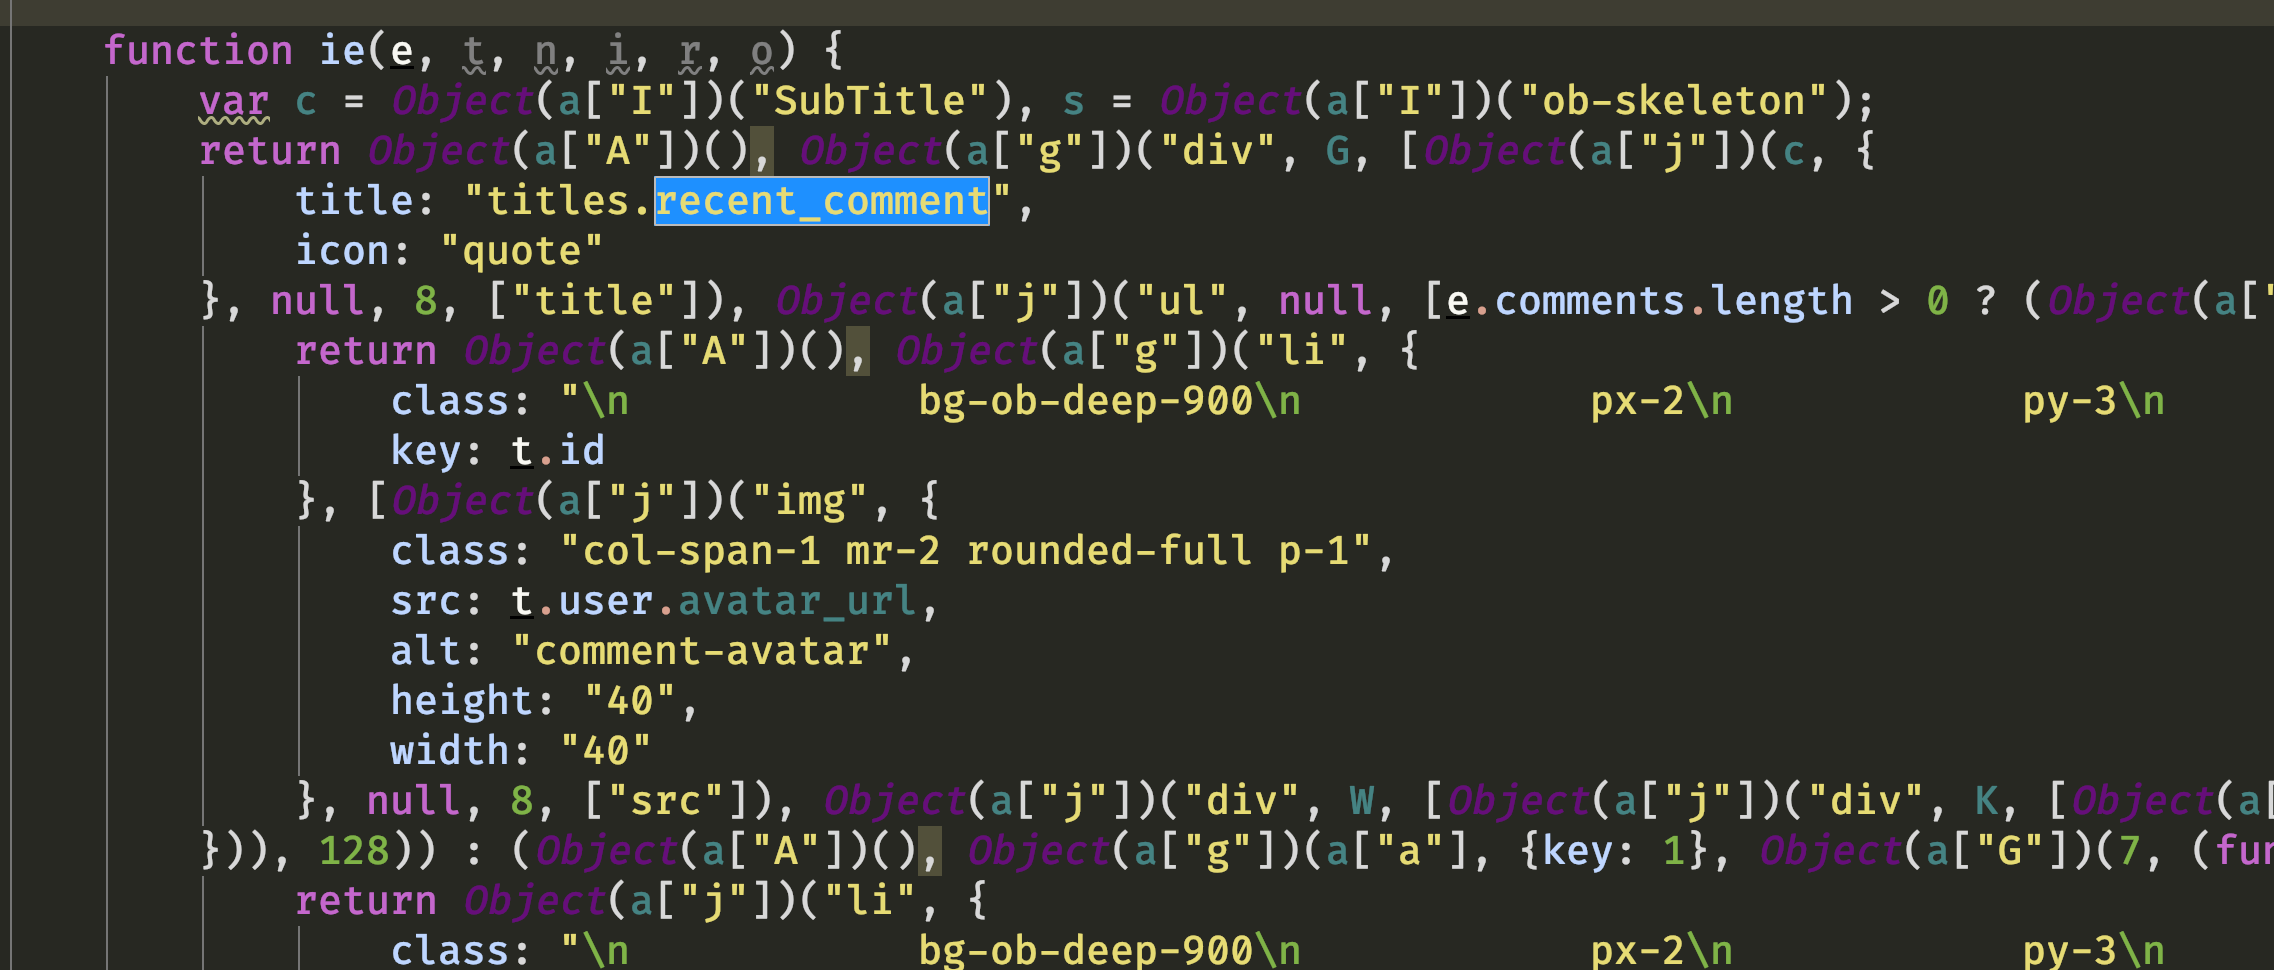 function ie(e, t, n, i, r, o) {
var c = Object(a["I"])("SubTitle"), s = Object(a["I"])("ob-skeleton");
return Object(a["A"])(), Object(a["g"])("div", G, [Object(a["j"])(c, {
title: "titles.recent_comment",
icon: "quote"
}, null, 8, ["title"]), Object(a["j"])("ul", null, [e.comments.length > 0 ? (Object(a["
return Object(a["A"])(), Object(a["g"])("li", {
class: "\n bg-ob-deep-900\n px-2\n py-3\n
key: t.id
}, [Object(a["j"])("img", {
class: "col-span-1 mr-2 rounded-full p-1",
src: t.user.avatar_url,
alt: "comment-avatar",
height: "40",
width: "40"
}, null, 8, ["src"]), Object(a["j"])("div", W, [Object(a["j"])("div", K, [Object(a[
})), 128)) : (Object(a["A"])(), Object(a["g"])(a["a"], {key: 1}, Object(a["G"])(7, (fun
return Object(a["j"])("li", {
class: "\n bg-ob-deep-900\n px-2\n py-3\n